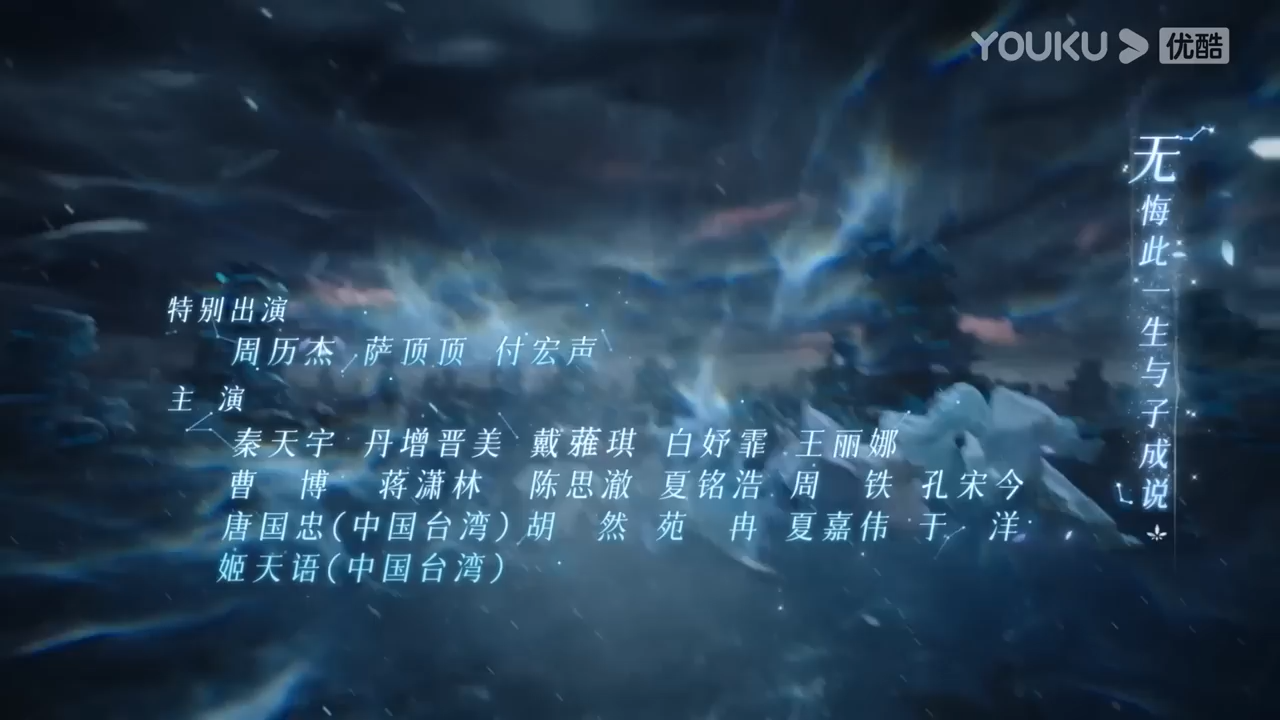 YOUKU 优酷
特别出演
周历杰 萨顶顶 付宏声
主 演
秦天宇 丹增晋美 戴蕥琪 白妤霏 王丽娜
曹 博 蒋潇林 陈思澈 夏铭浩 周 铁 孔宋今
唐国忠(中国台湾) 胡 然 苑 冉 夏嘉伟 于 洋
姬天语(中国台湾)
无悔此一生与子成说